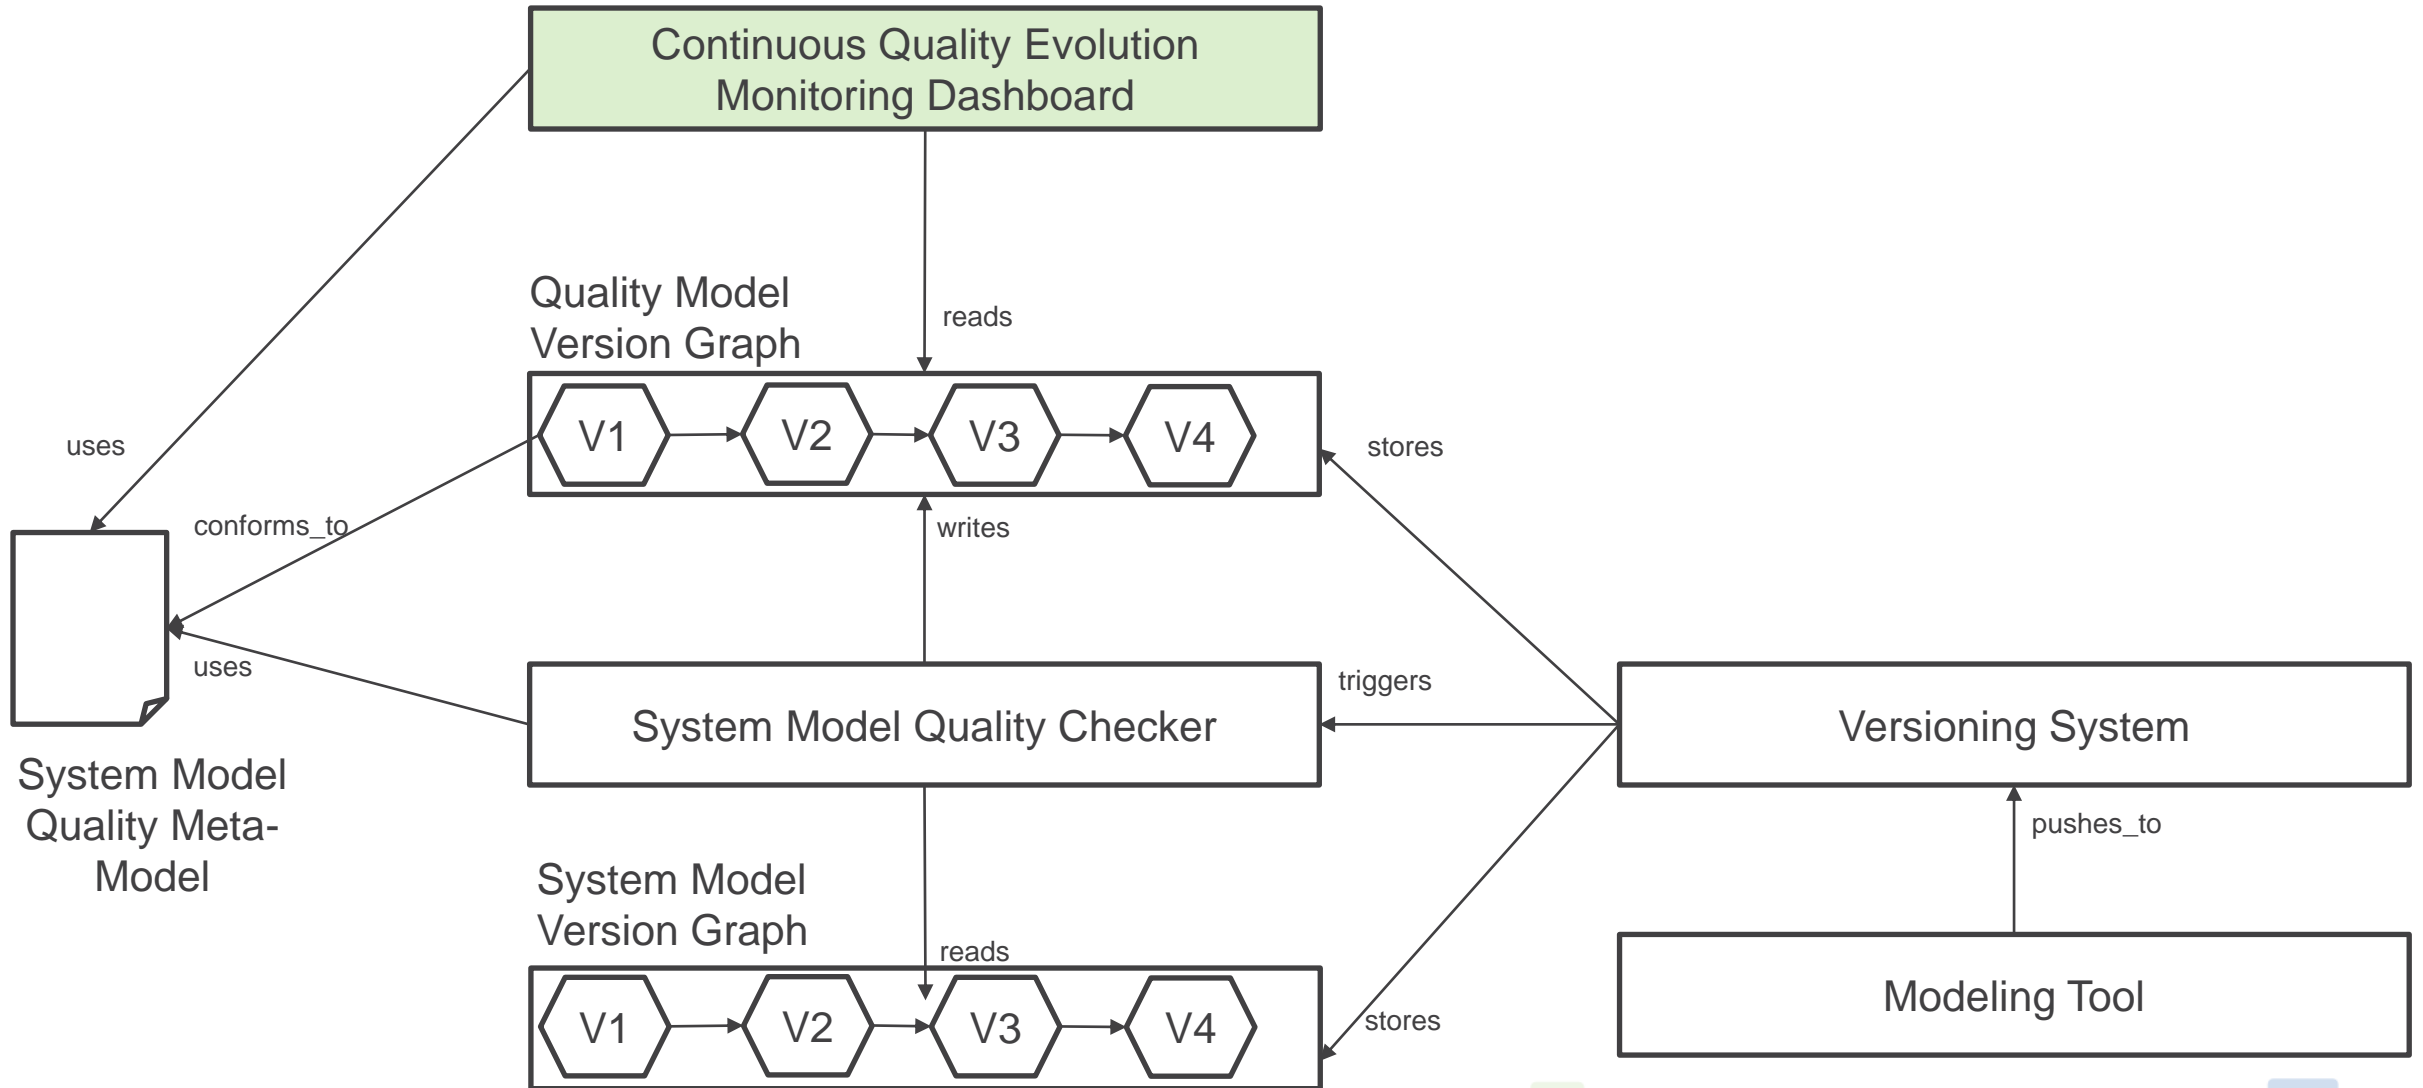 Continuous Quality Evolution
Monitoring Dashboard
Quality Model
Version Graph
reads
V1
V2
V3
V4
uses
stores
conforms_to
writes
uses
triggers
System Model Quality Checker
Versioning System
System Model
Quality Meta-
Model
pushes_to
System Model
Version Graph
reads
V1
V2
V3
V4
stores
Modeling Tool